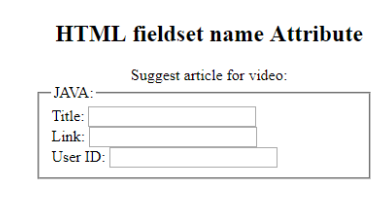 HTML fieldset name Attribute
Suggest article for video:
JAVA:
Title:
Link:
User ID: